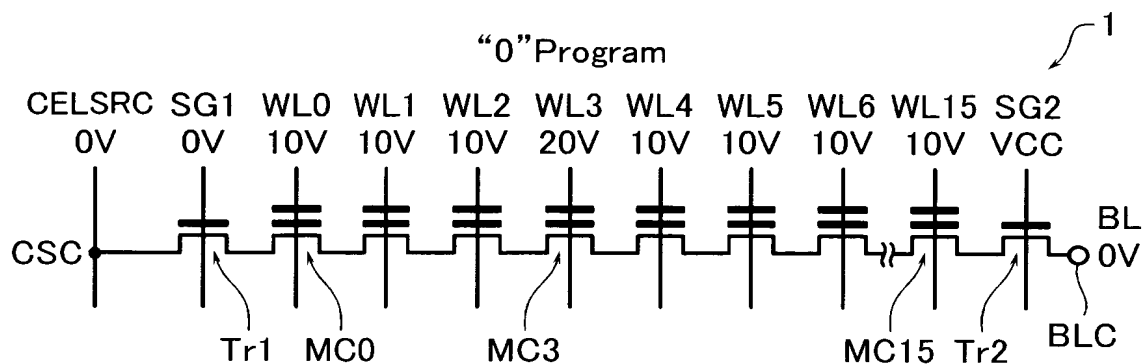 1
“0”Program
CELSRC SG1 WL0 WL1 WL2 WL3 WL4 WL5 WL6 WL15 SG2
0V 0V 10V 10V 10V 20V 10V 10V 10V 10V VCC
BL
CSC 0V
Tr1 MC0 MC3 MC15 Tr2 BLC